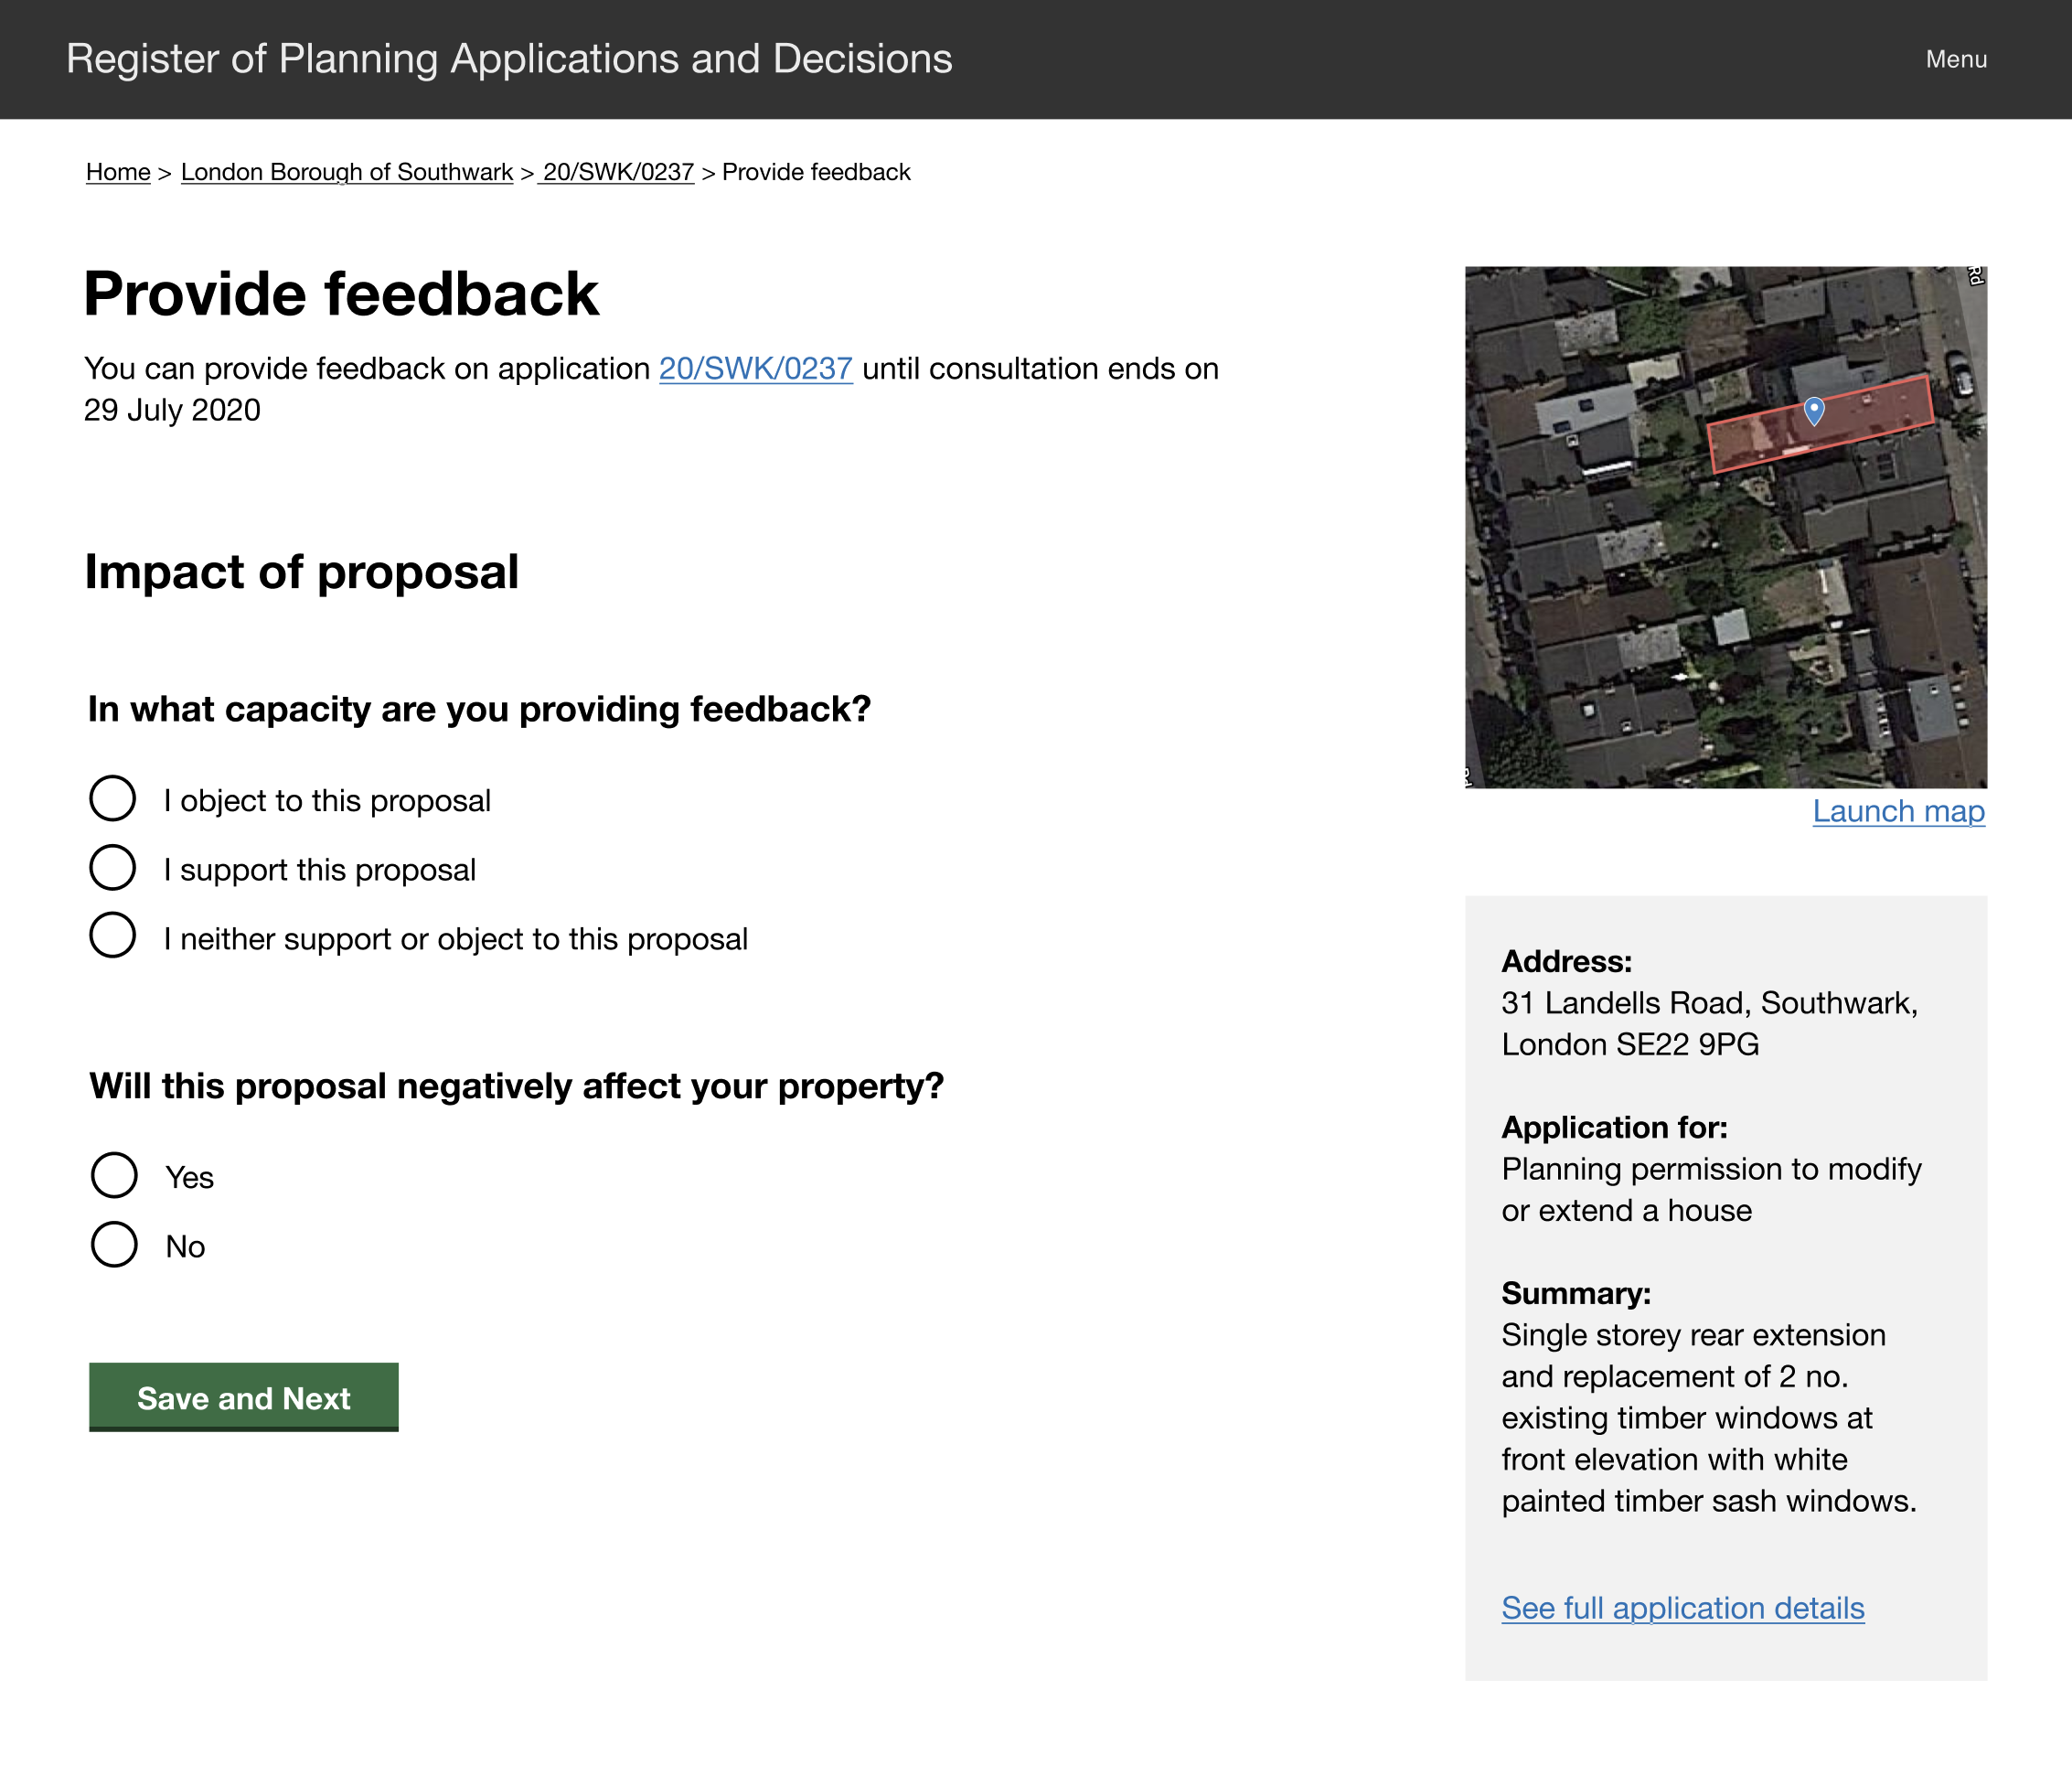 Register of Planning Applications and Decisions
Menu
Home > London Borough of Southwark > 20/SWK/0237 > Provide feedback
Provide feedback
You can provide feedback on application 20/SWK/0237 until consultation ends on
29 July 2020
Impact of proposal
In what capacity are you providing feedback?
I object to this proposal
I support this proposal
I neither support or object to this proposal
Will this proposal negatively affect your property?
Yes
No
Save and Next
Rd
Launch map
Address:
31 Landells Road, Southwark,
London SE22 9PG
Application for:
Planning permission to modify
or extend a house
Summary:
Single storey rear extension
and replacement of 2 no.
existing timber windows at
front elevation with white
painted timber sash windows.
See full application details